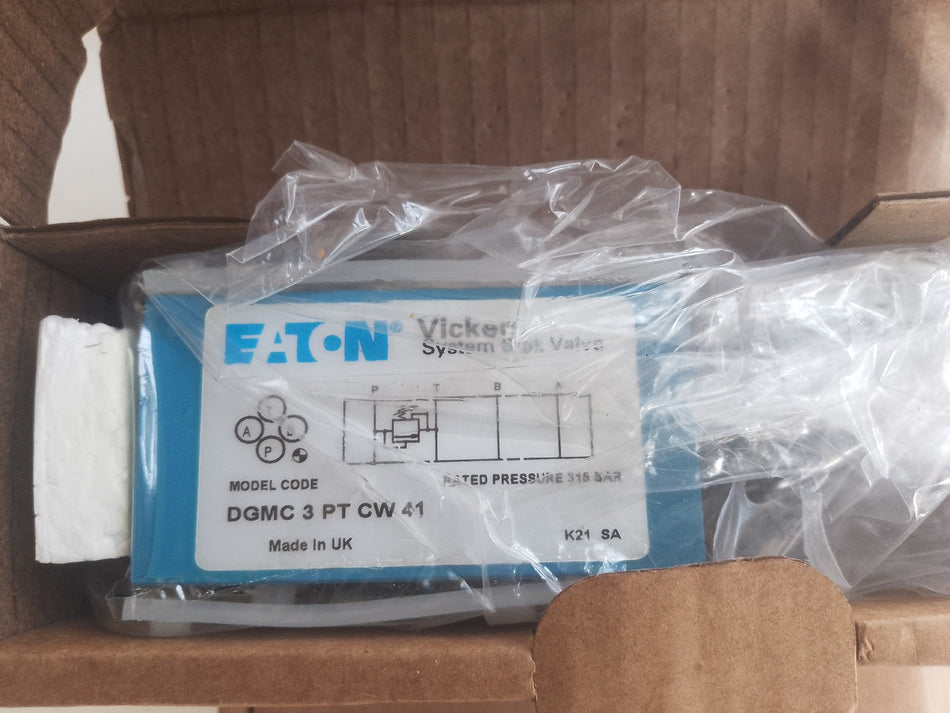 EATON® Vickers
System Stak Valve
P T B A
T
A B
P
MODEL CODE RATED PRESSURE 315 BAR
DGMC 3 PT CW 41
Made In UK K21 SA